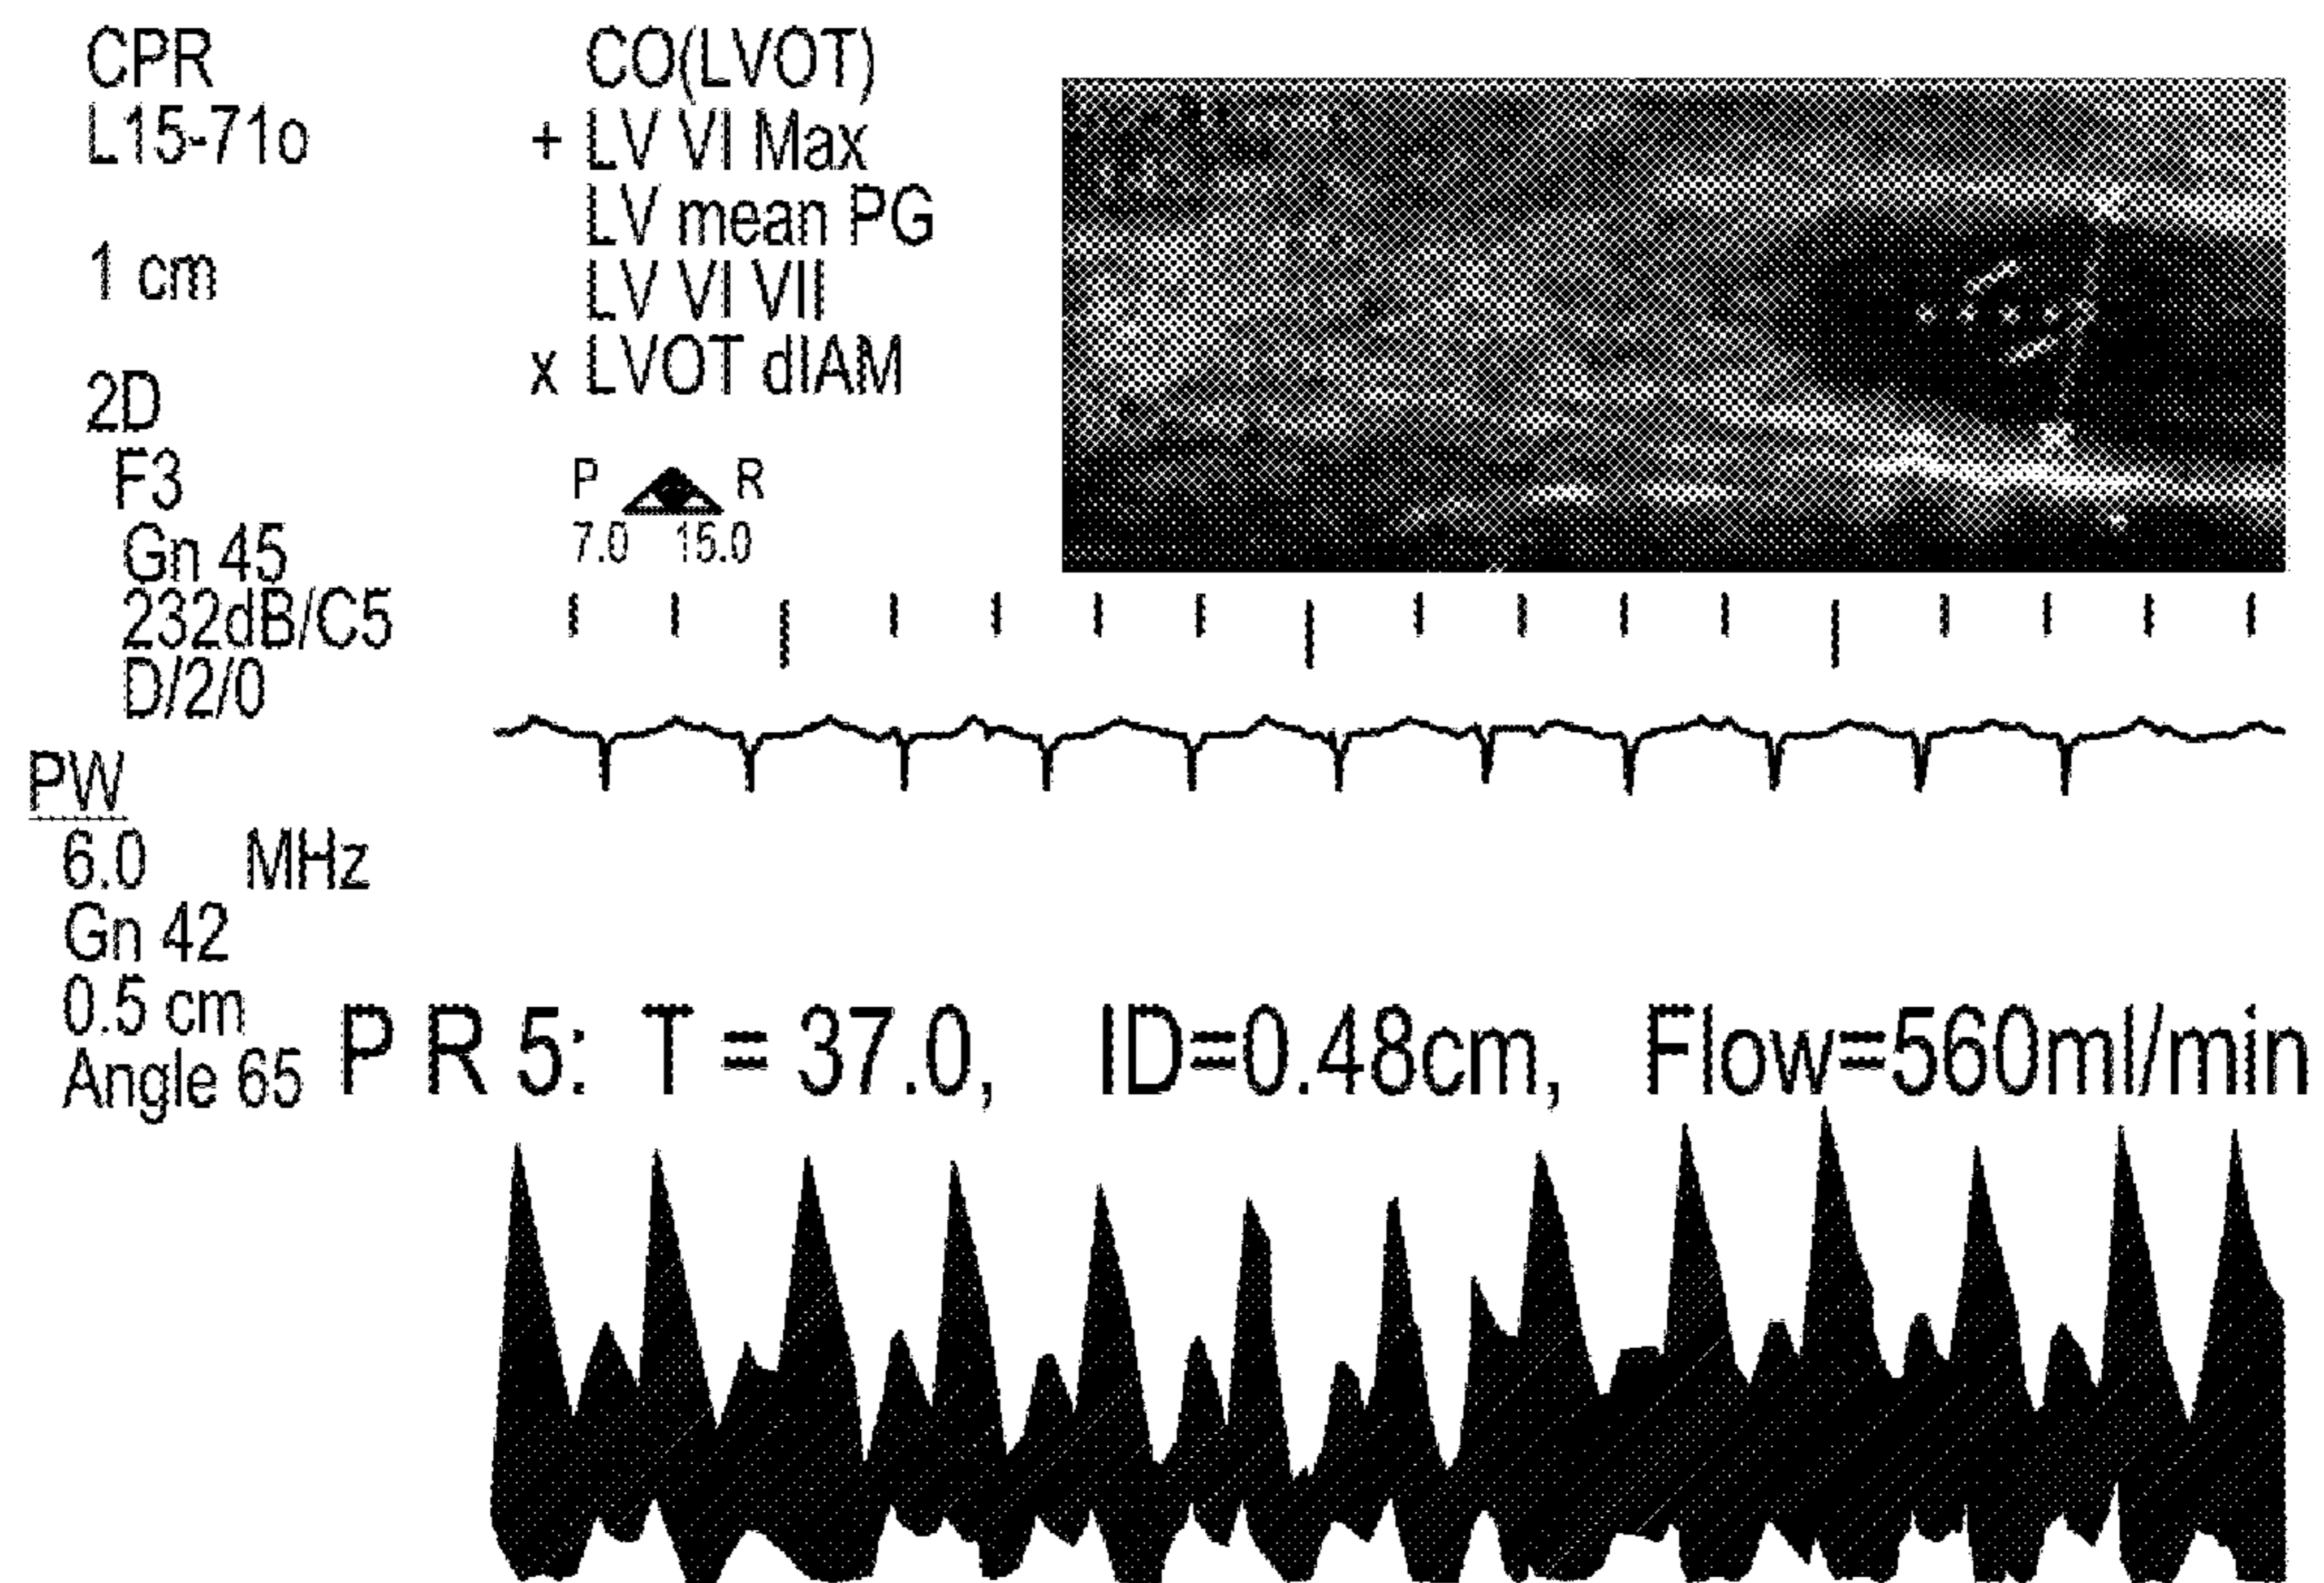 CPR
L15-71o
1 cm
2D
F3
Gn 45
232dB/C5
D/2/0
CO(LVOT)
+ LV VI Max
LV mean PG
LV VI VII
x LVOT dIAM
P R
7.0 15.0
PW
6.0 MHz
Gn 42
0.5 cm
Angle 65
P R 5: T = 37.0, ID=0.48cm, Flow=560ml/min